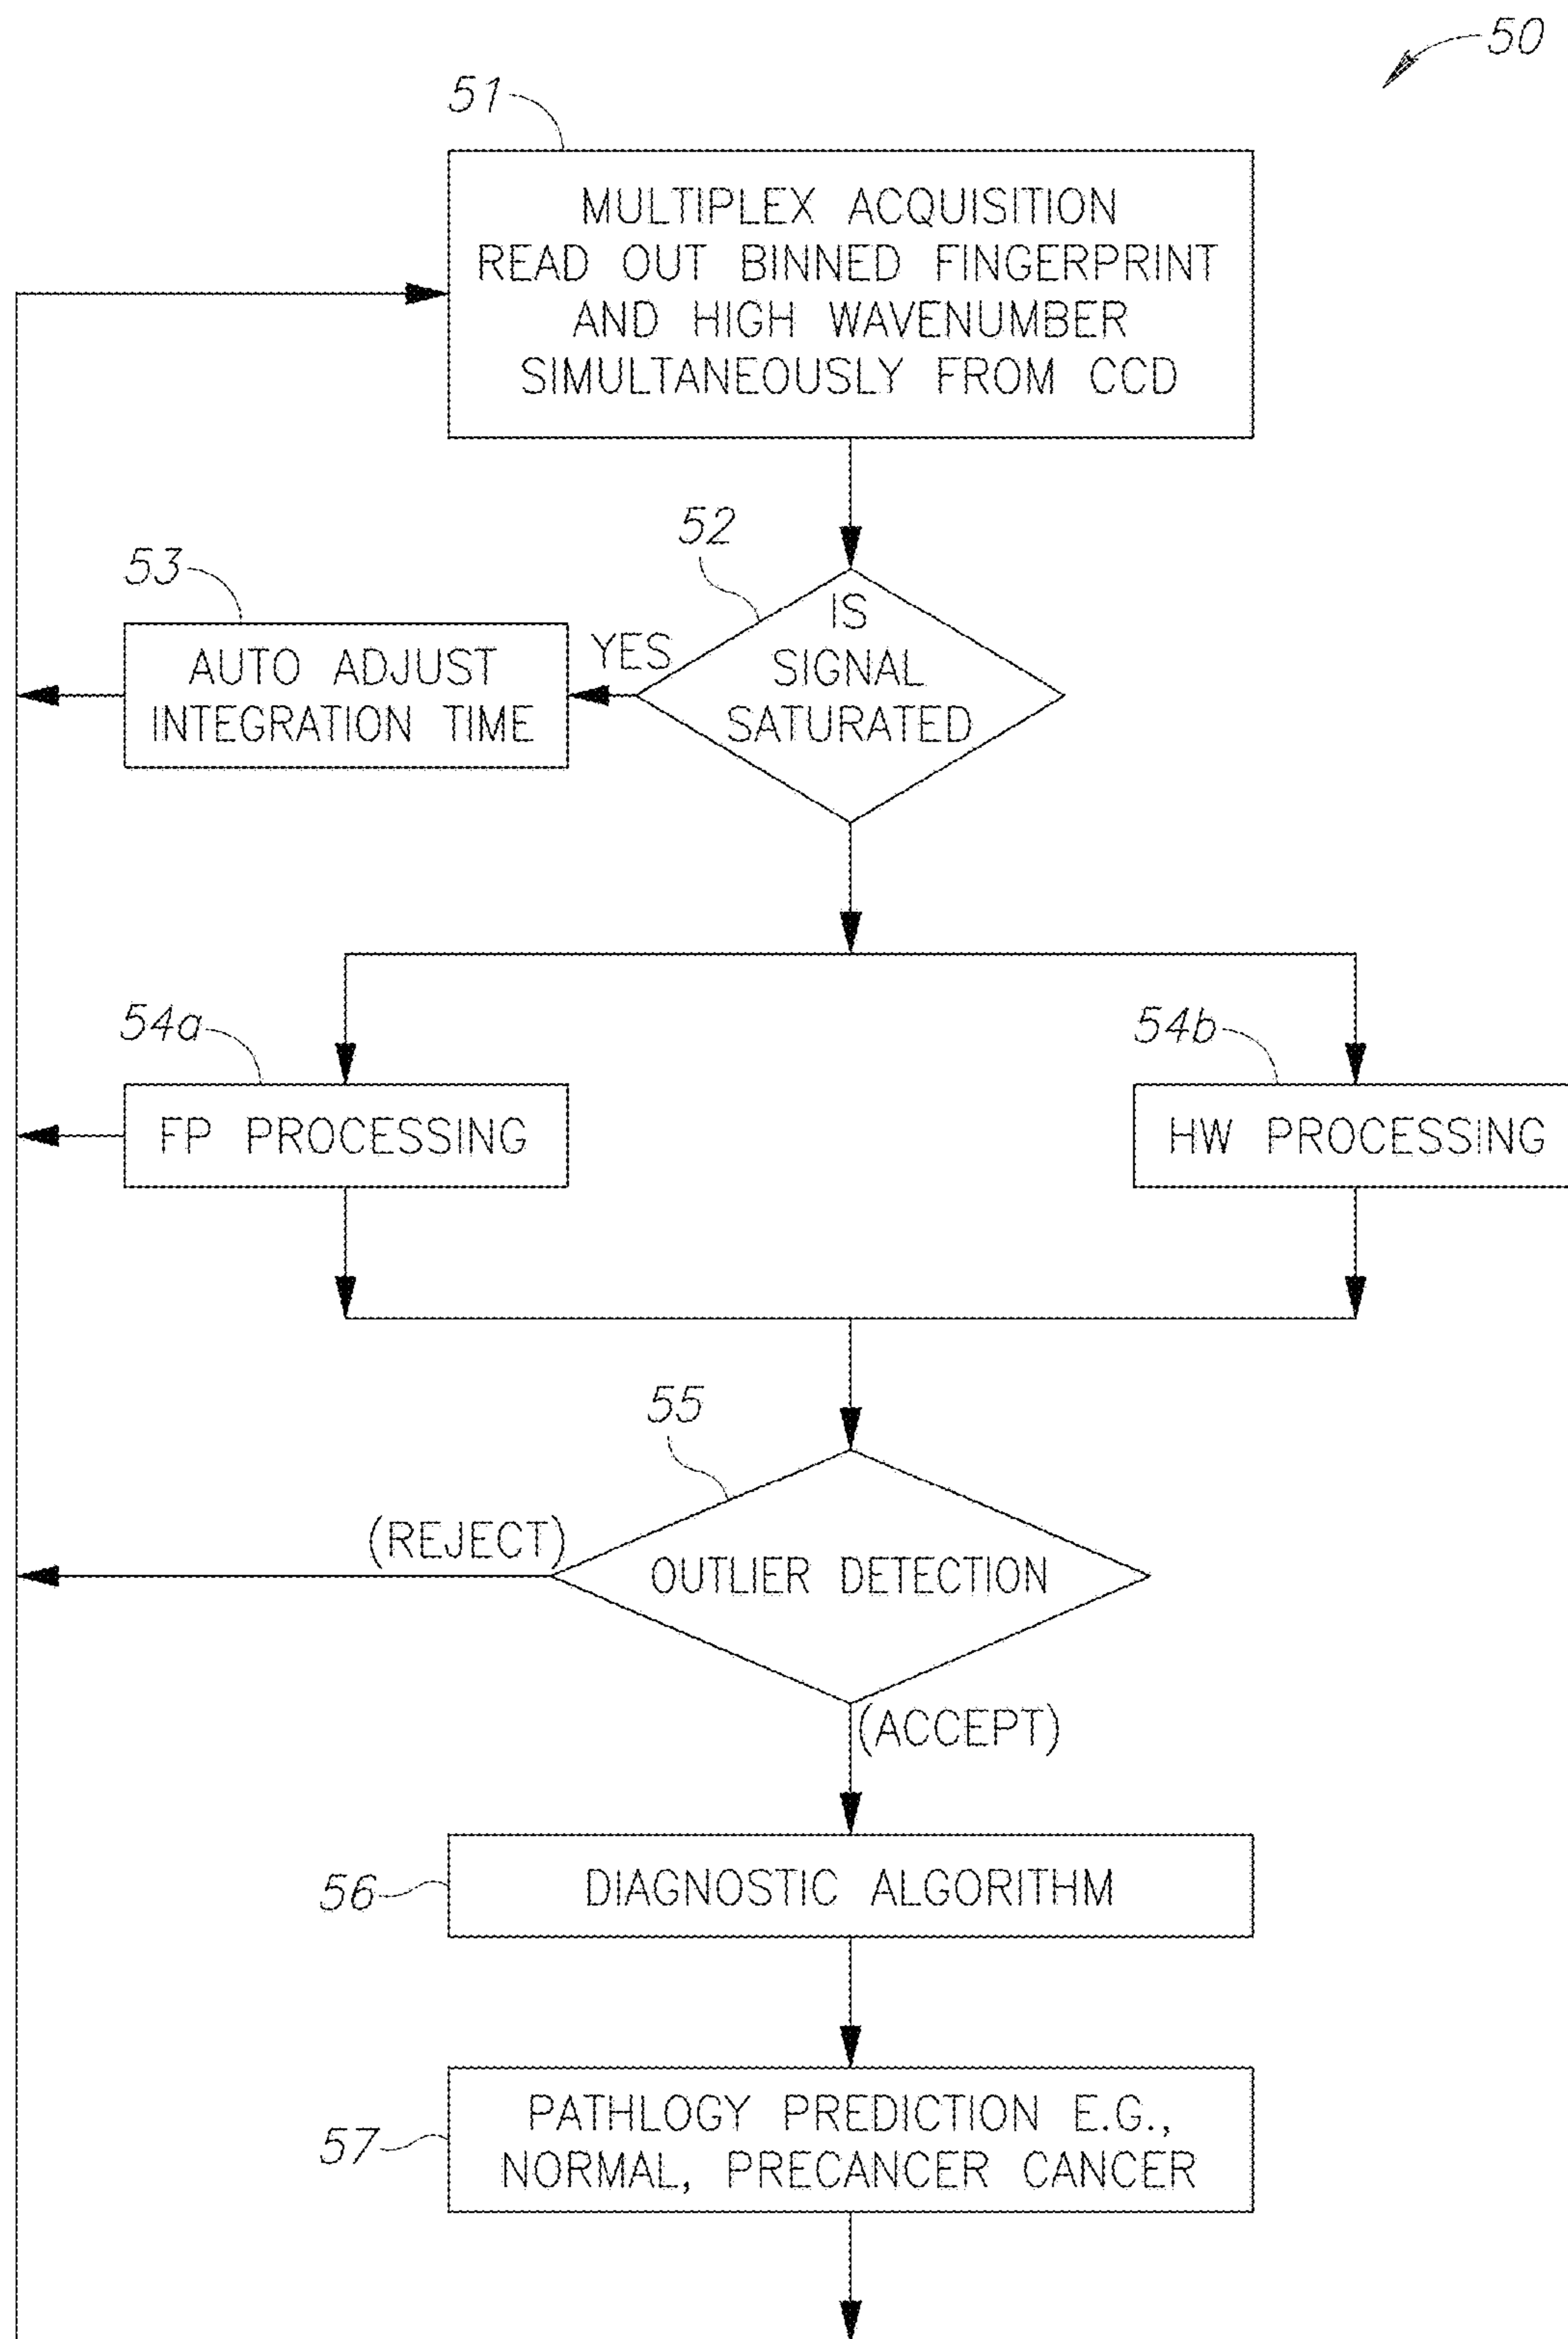 50
51
MULTIPLEX ACQUISITION
READ OUT BINNED FINGERPRINT
AND HIGH WAVENUMBER
SIMULTANEOUSLY FROM CCD
52
53
IS
SIGNAL
SATURATED
YES
AUTO ADJUST
INTEGRATION TIME
54a
54b
FP PROCESSING
HW PROCESSING
55
(REJECT)
OUTLIER DETECTION
(ACCEPT)
56
DIAGNOSTIC ALGORITHM
57
PATHLOGY PREDICTION E.G.,
NORMAL, PRECANCER CANCER